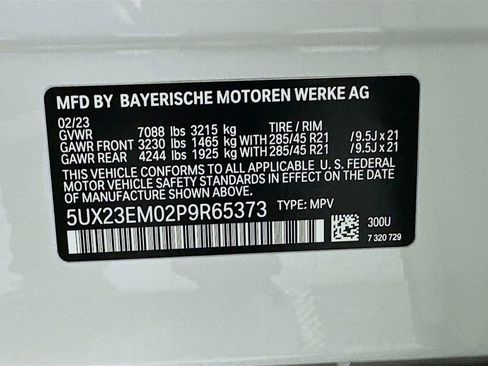 MFD BY BAYERISCHE MOTOREN WERKE AG
02/23
GVWR 7088 lbs 3215 kg TIRE / RIM
GAWR FRONT 3230 lbs 1465 kg WITH 285/45 R21 / 9.5J x 21
GAWR REAR 4244 lbs 1925 kg WITH 285/45 R21 / 9.5J x 21
THIS VEHICLE CONFORMS TO ALL APPLICABLE U. S. FEDERAL
MOTOR VEHICLE SAFETY STANDARDS IN EFFECT ON THE DATE
OF MANUFACTURE SHOWN ABOVE.
5UX23EM02P9R65373 TYPE: MPV
300U
7 320 729